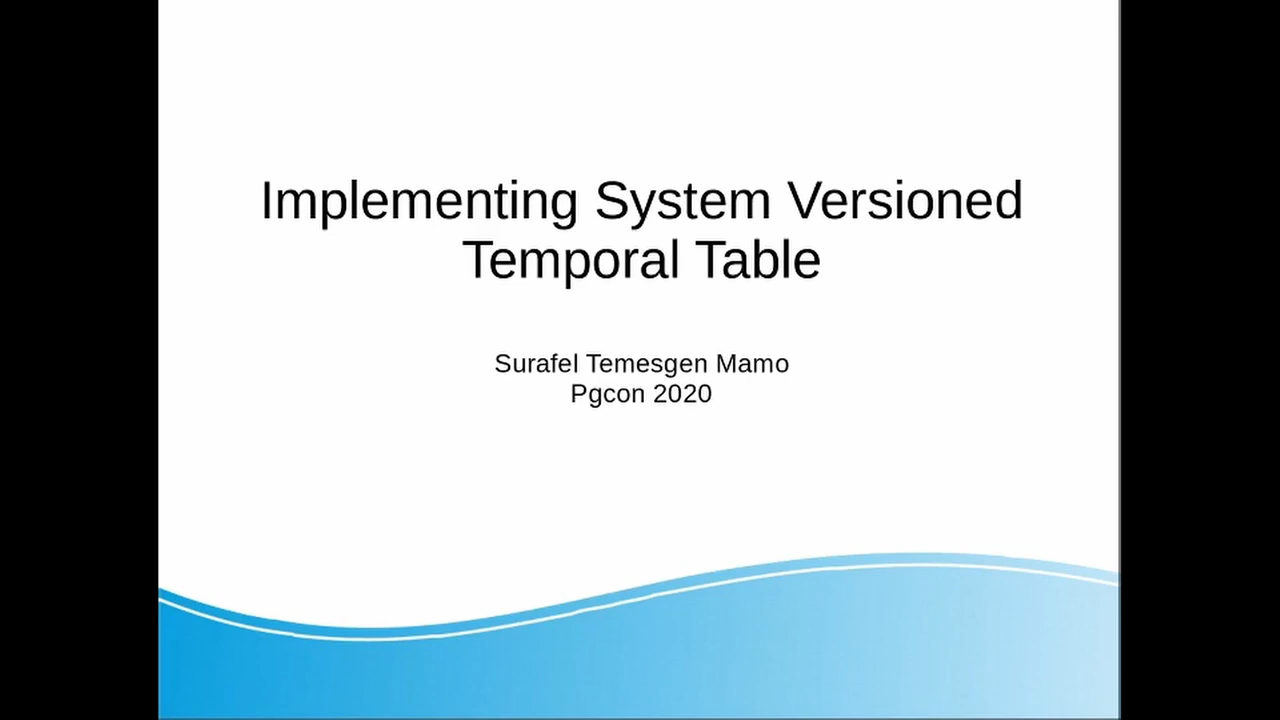 Implementing System Versioned
Temporal Table
Surafel Temesgen Mamo
Pgcon 2020